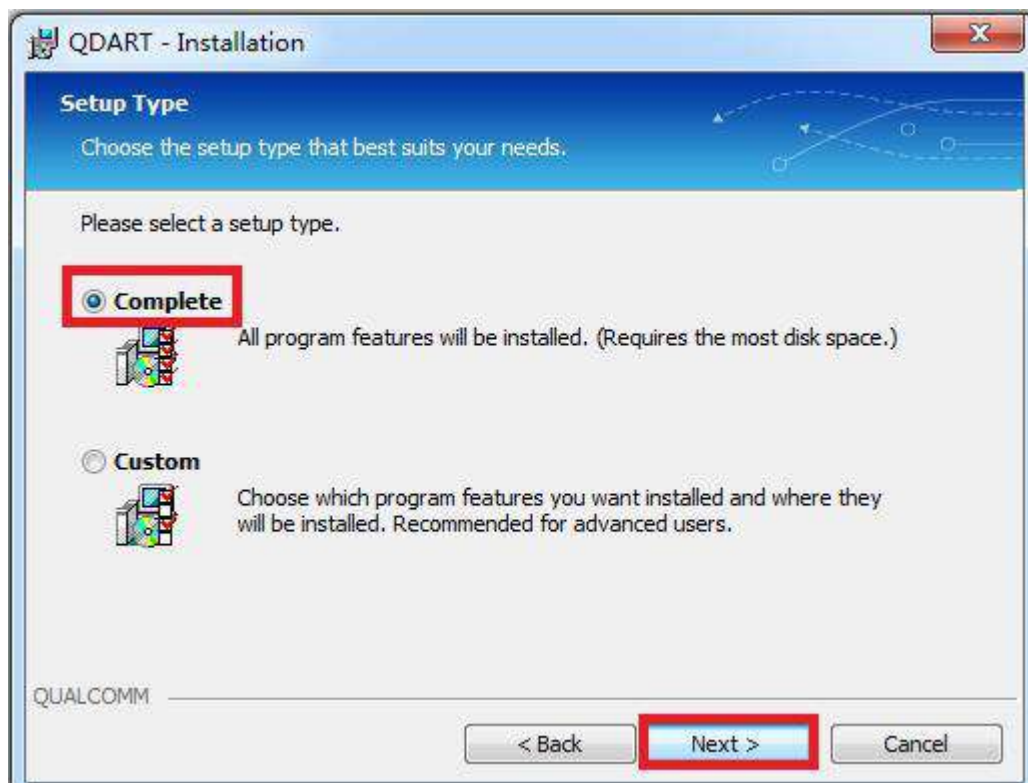 QDART - Installation
Setup Type
Choose the setup type that best suits your needs.
Please select a setup type.
Complete
All program features will be installed. (Requires the most disk space.)
Custom
Choose which program features you want installed and where they
will be installed. Recommended for advanced users.
QUALCOMM
< Back
Next >
Cancel